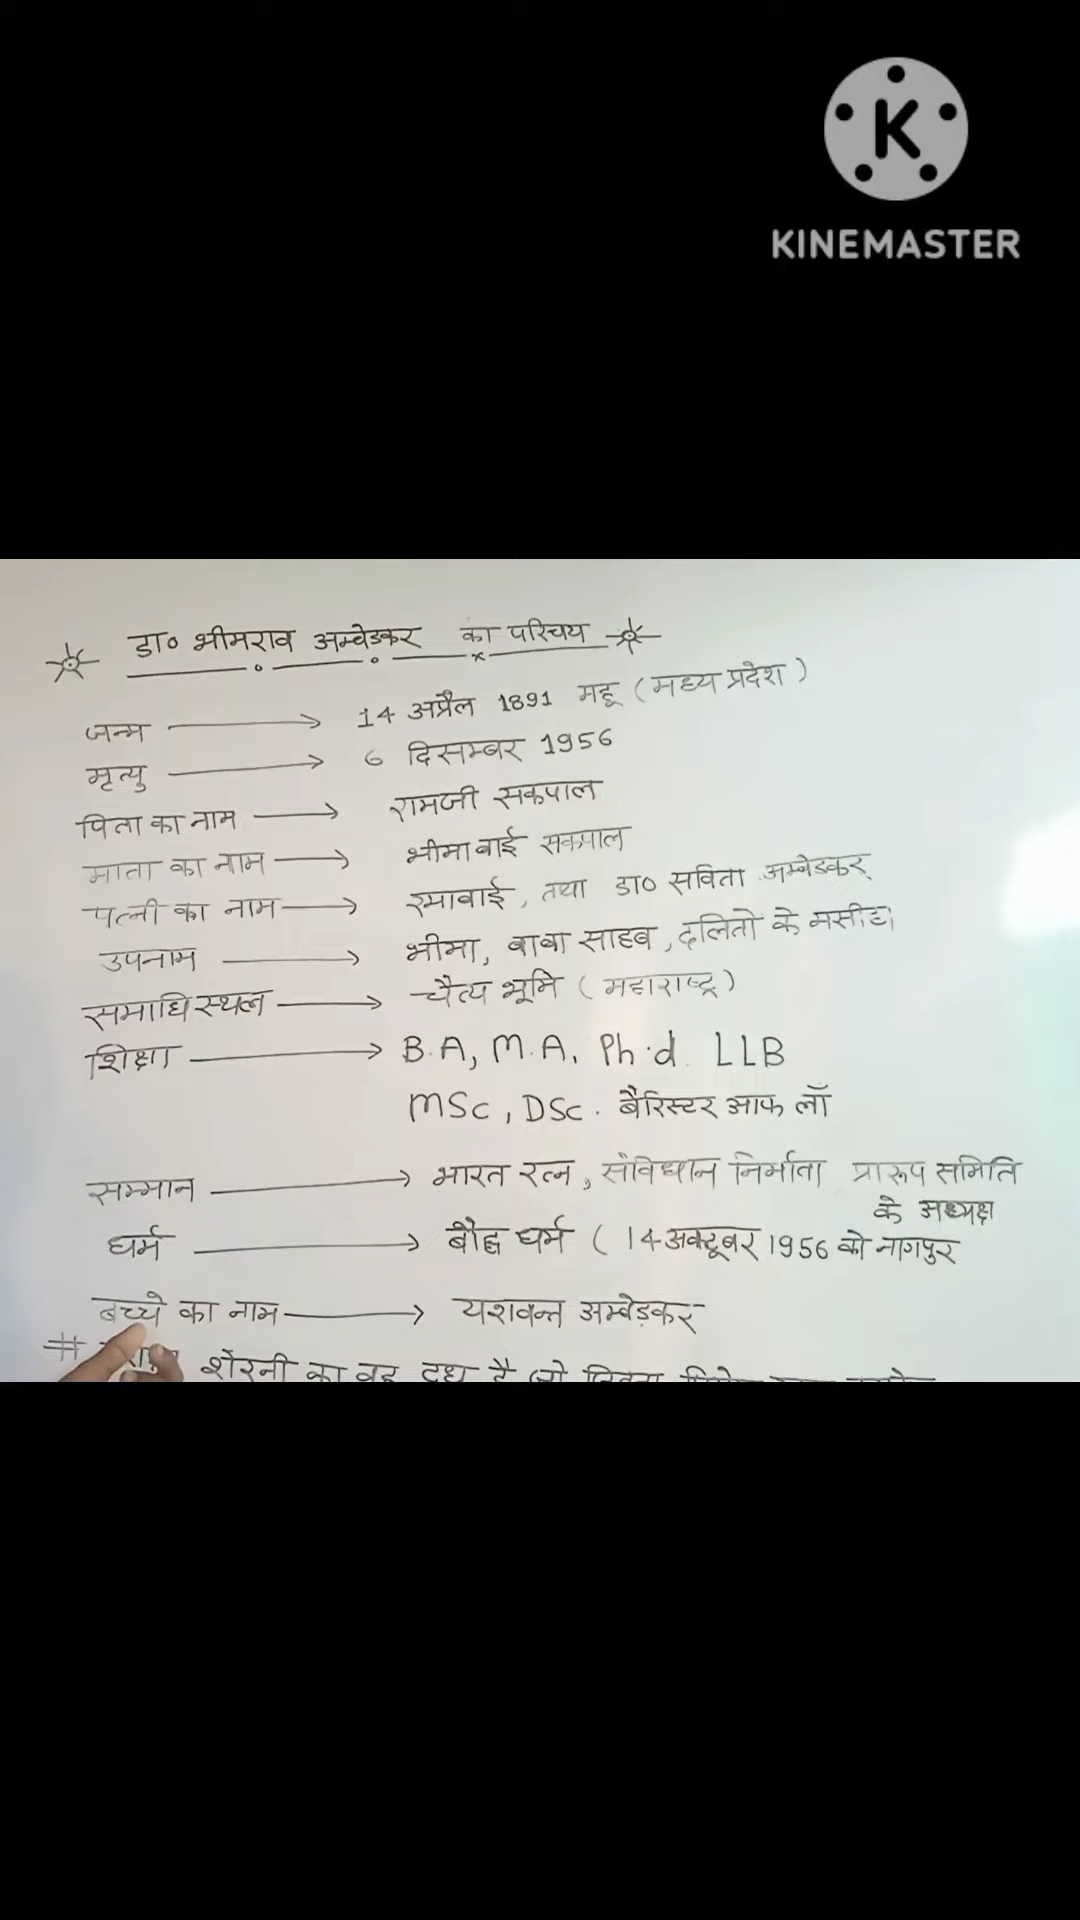 KINEMASTER
डा० भीमराव अम्बेडकर का परिचय
जन्म → 14 अप्रैल 1891 महू (मध्य प्रदेश)
मृत्यु → 6 दिसम्बर 1956
पिता का नाम → रामजी सकपाल
माता का नाम → भीमाबाई सकपाल
पत्नी का नाम → रमाबाई, तथा डा० सविता अम्बेडकर
उपनाम → भीमा, बाबा साहब, दलितो के मसीहा
समाधि स्थल → चैत्य भूमि (महाराष्ट्र)
शिक्षा → B.A, M.A, Ph.d. LLB
MSc, DSc. बैरिस्टर आफ लॉ
सम्मान → भारत रत्न, संविधान निर्माता प्रारूप समिति
के अध्यक्ष
धर्म → बौद्ध धर्म (14 अक्टूबर 1956 को नागपुर
बच्चे का नाम → यशवन्त अम्बेड़कर
# शेरनी का वह दूध है जो